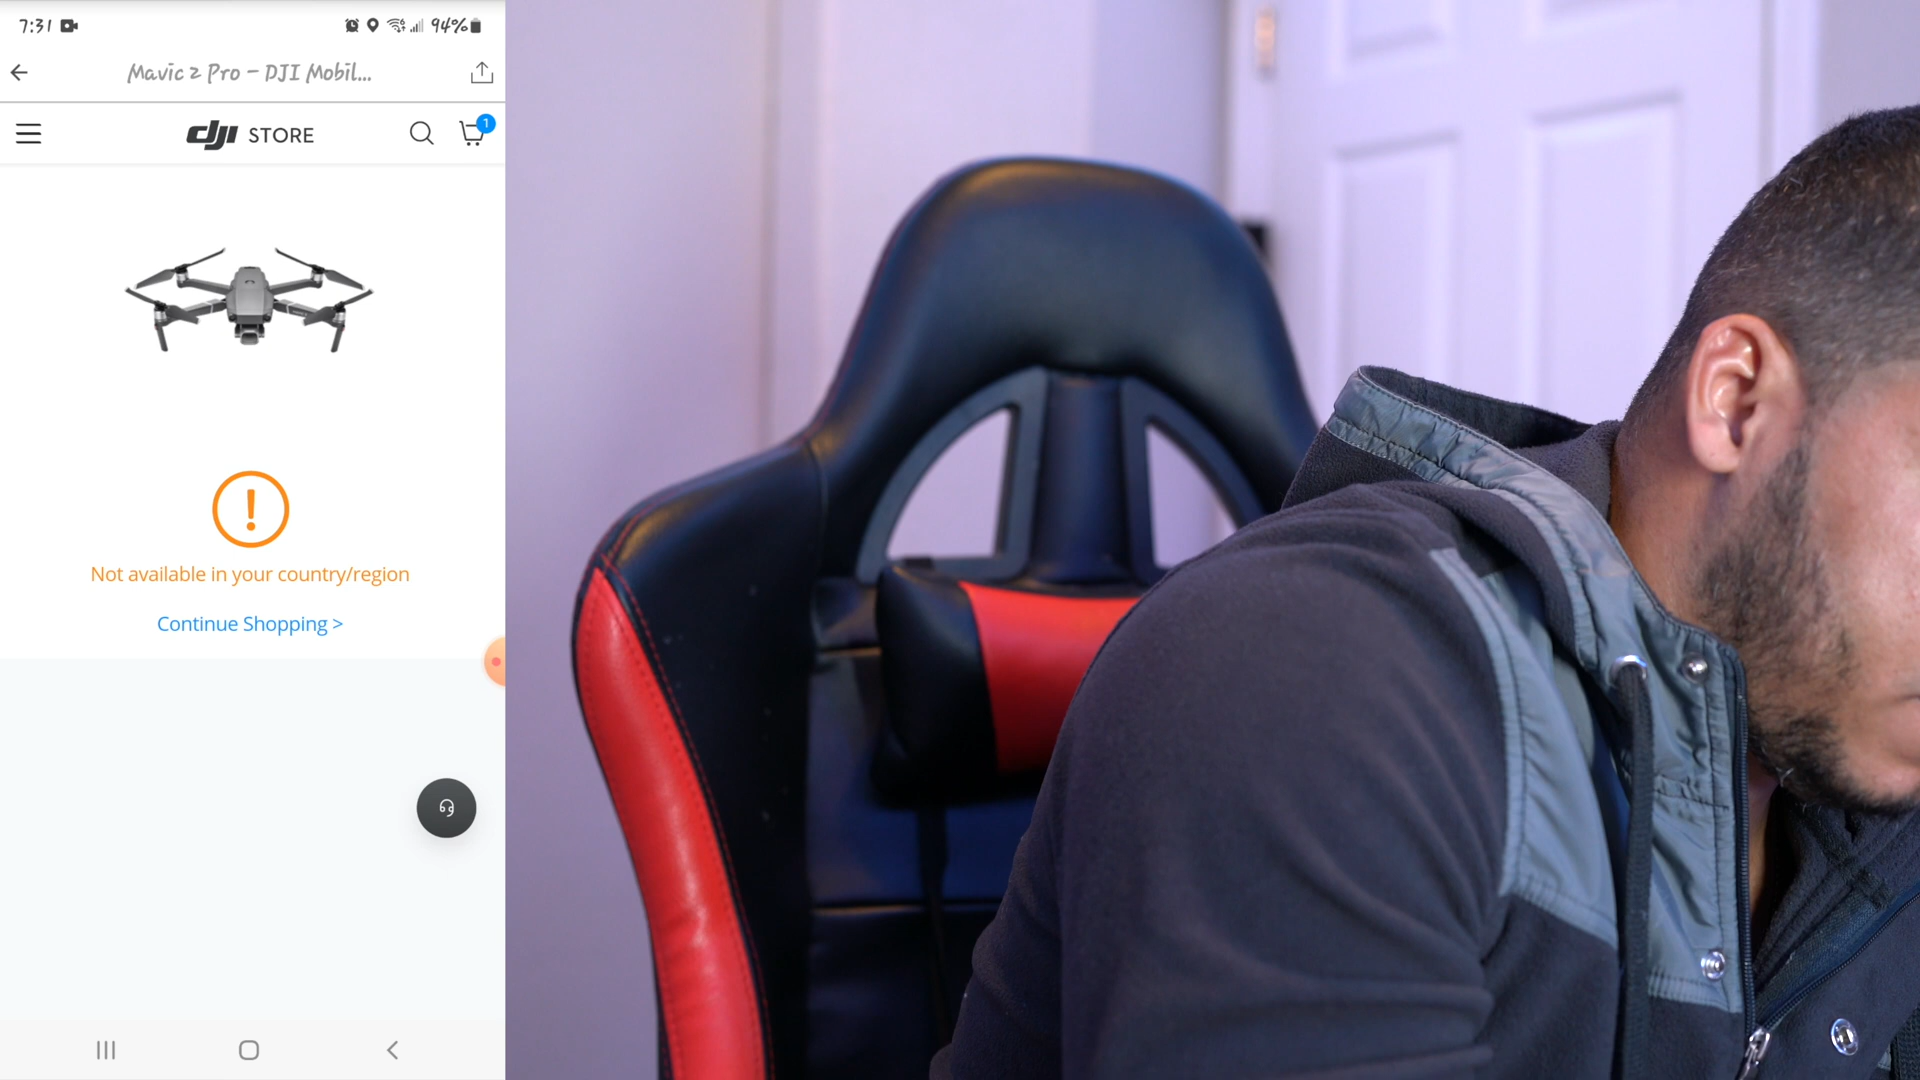 7:31
94%
Mavic 2 Pro - DJI Mobil...
dji STORE
1
Not available in your country/region
Continue Shopping >